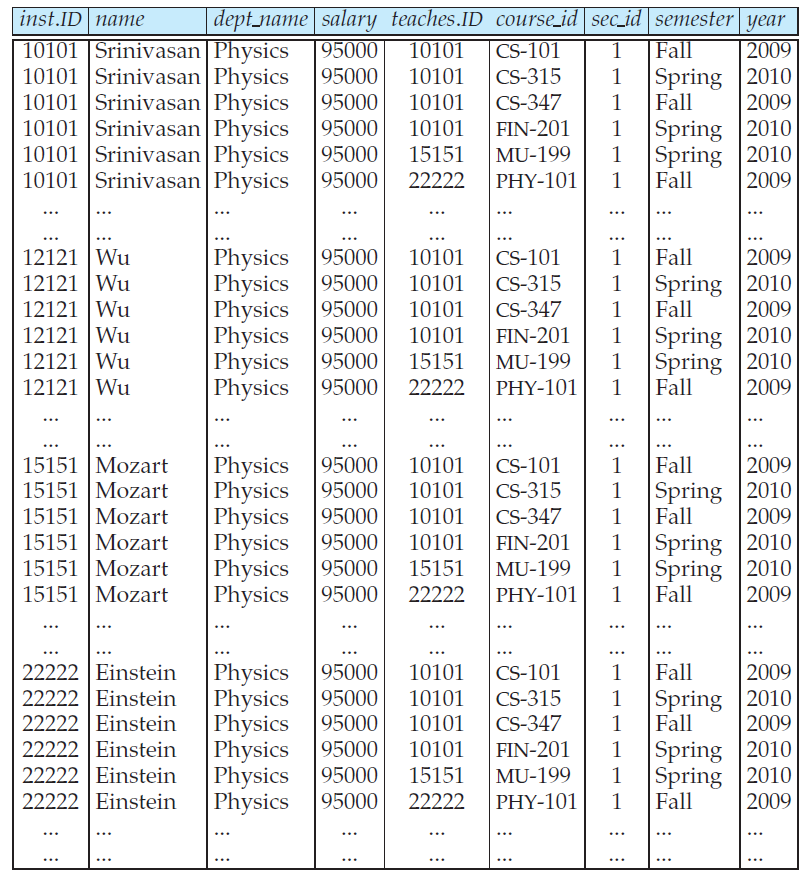 inst.ID name dept_name salary teaches.ID course_id sec_id semester year
10101 Srinivasan Physics 95000 10101 CS-101 1 Fall 2009
10101 Srinivasan Physics 95000 10101 CS-315 1 Spring 2010
10101 Srinivasan Physics 95000 10101 CS-347 1 Fall 2009
10101 Srinivasan Physics 95000 10101 FIN-201 1 Spring 2010
10101 Srinivasan Physics 95000 15151 MU-199 1 Spring 2010
10101 Srinivasan Physics 95000 22222 PHY-101 1 Fall 2009
... ... ... ... ... ... ... ... ...
... ... ... ... ... ... ... ... ...
12121 Wu Physics 95000 10101 CS-101 1 Fall 2009
12121 Wu Physics 95000 10101 CS-315 1 Spring 2010
12121 Wu Physics 95000 10101 CS-347 1 Fall 2009
12121 Wu Physics 95000 10101 FIN-201 1 Spring 2010
12121 Wu Physics 95000 15151 MU-199 1 Spring 2010
12121 Wu Physics 95000 22222 PHY-101 1 Fall 2009
... ... ... ... ... ... ... ... ...
... ... ... ... ... ... ... ... ...
15151 Mozart Physics 95000 10101 CS-101 1 Fall 2009
15151 Mozart Physics 95000 10101 CS-315 1 Spring 2010
15151 Mozart Physics 95000 10101 CS-347 1 Fall 2009
15151 Mozart Physics 95000 10101 FIN-201 1 Spring 2010
15151 Mozart Physics 95000 15151 MU-199 1 Spring 2010
15151 Mozart Physics 95000 22222 PHY-101 1 Fall 2009
... ... ... ... ... ... ... ... ...
... ... ... ... ... ... ... ... ...
22222 Einstein Physics 95000 10101 CS-101 1 Fall 2009
22222 Einstein Physics 95000 10101 CS-315 1 Spring 2010
22222 Einstein Physics 95000 10101 CS-347 1 Fall 2009
22222 Einstein Physics 95000 10101 FIN-201 1 Spring 2010
22222 Einstein Physics 95000 15151 MU-199 1 Spring 2010
22222 Einstein Physics 95000 22222 PHY-101 1 Fall 2009
... ... ... ... ... ... ... ... ...
... ... ... ... ... ... ... ... ...